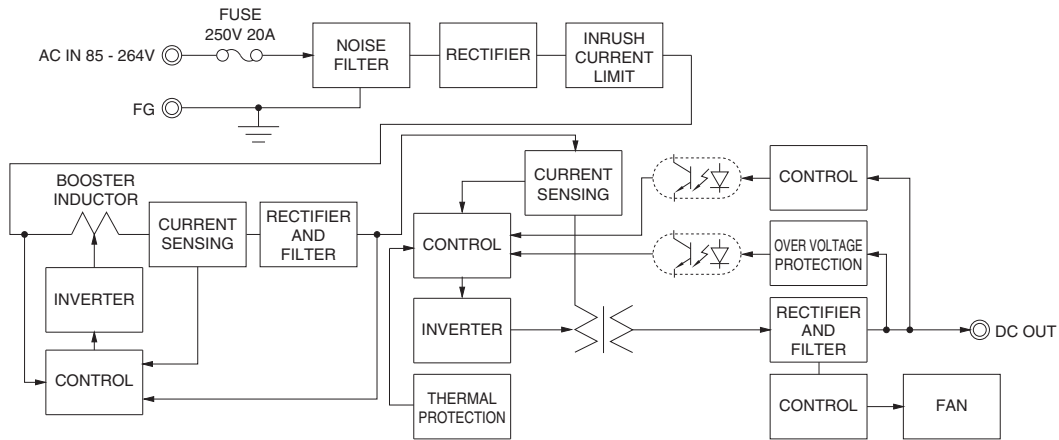 FUSE
250V 20A
AC IN 85 - 264V
NOISE
FILTER
RECTIFIER
INRUSH
CURRENT
LIMIT
FG
BOOSTER
INDUCTOR
CURRENT
SENSING
RECTIFIER
AND
FILTER
INVERTER
CONTROL
CURRENT
SENSING
CONTROL
INVERTER
THERMAL
PROTECTION
CONTROL
OVER VOLTAGE
PROTECTION
RECTIFIER
AND
FILTER
DC OUT
CONTROL
FAN